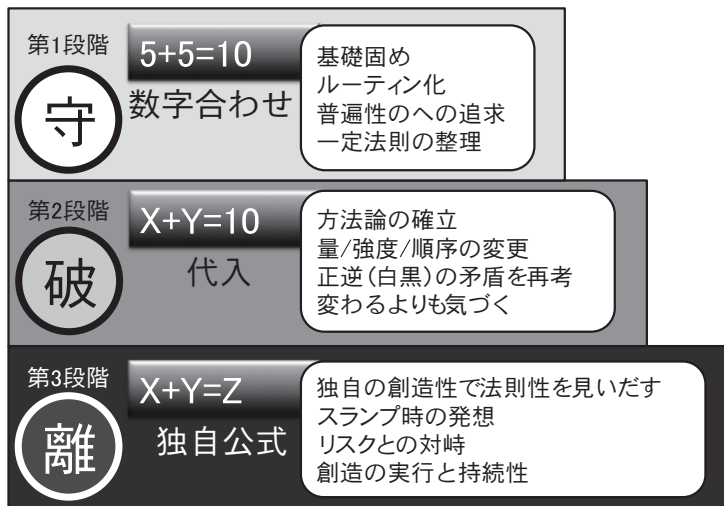 第1段階
守
5+5=10
数字合わせ
基礎固め
ルーティン化
普遍性のへの追求
一定法則の整理
第2段階
破
X+Y=10
代入
方法論の確立
量/強度/順序の変更
正逆(白黒)の矛盾を再考
変わるよりも気づく
第3段階
離
X+Y=Z
独自公式
独自の創造性で法則性を見いだす
スランプ時の発想
リスクとの対峙
創造の実行と持続性